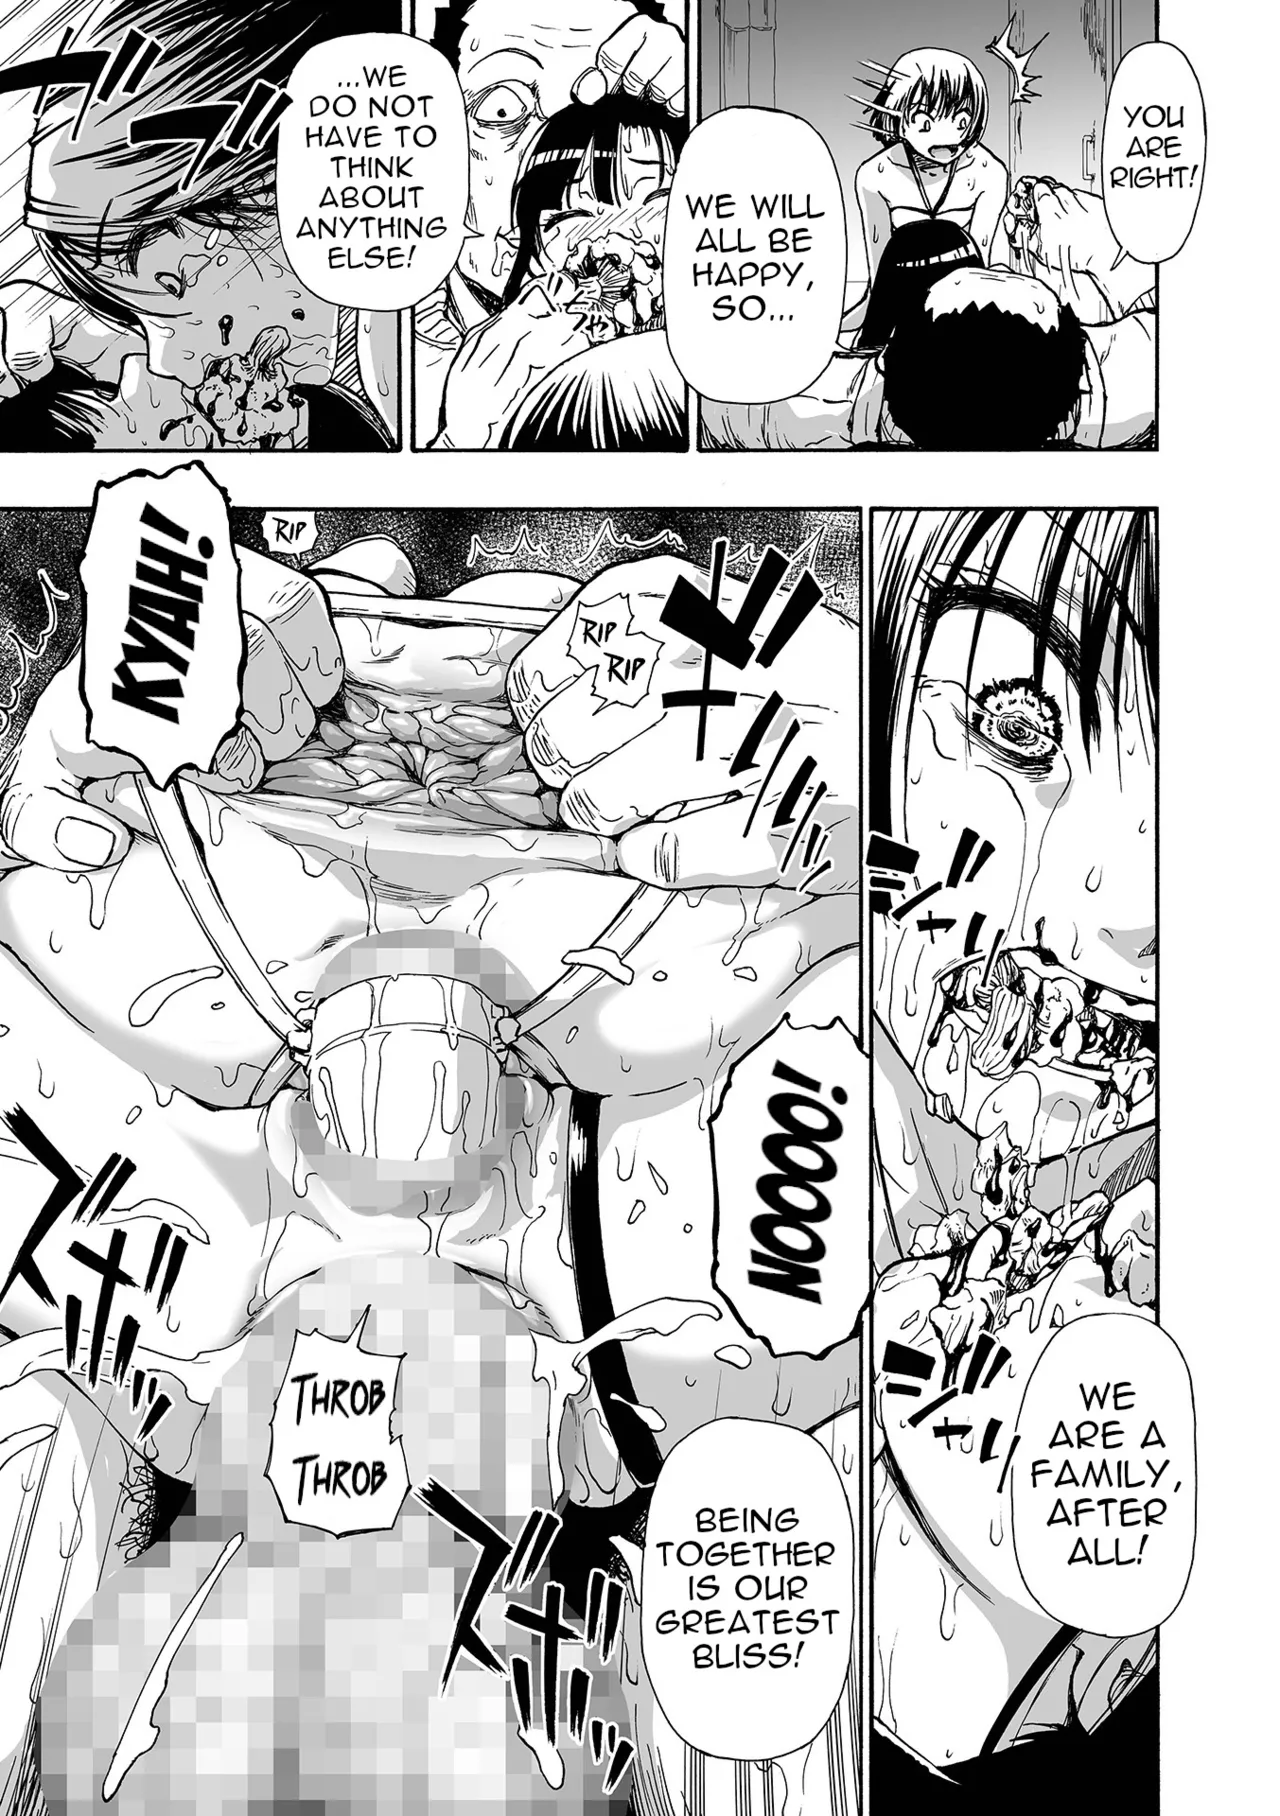 YOU
ARE
RIGHT!
WE WILL
ALL BE
HAPPY,
SO...
...WE
DO NOT
HAVE TO
THINK
ABOUT
ANYTHING
ELSE!
WE
ARE A
FAMILY,
AFTER
ALL!
RIP
RIP
RIP
KYAH!
NOOOO!
THROB
THROB
BEING
TOGETHER
IS OUR
GREATEST
BLISS!